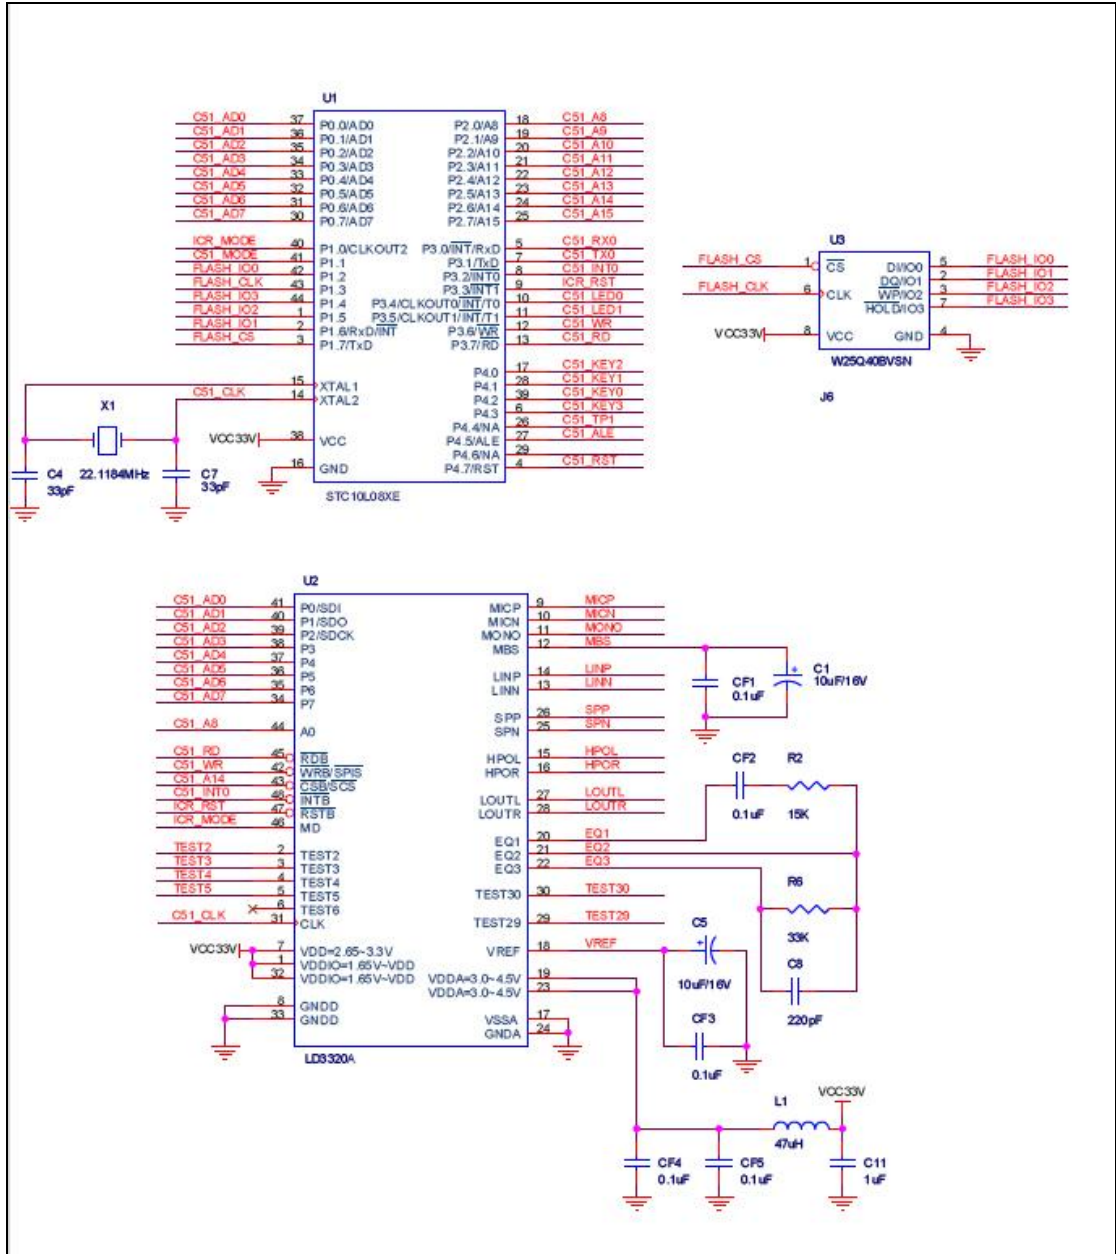 U1
C51_AD0 37 P0.0/AD0 P2.0/A8 18 C51_A8
C51_AD1 36 P0.1/AD1 P2.1/A9 19 C51_A9
C51_AD2 35 P0.2/AD2 P2.2/A10 20 C51_A10
C51_AD3 34 P0.3/AD3 P2.3/A11 21 C51_A11
C51_AD4 33 P0.4/AD4 P2.4/A12 22 C51_A12
C51_AD5 32 P0.5/AD5 P2.5/A13 23 C51_A13
C51_AD6 31 P0.6/AD6 P2.6/A14 24 C51_A14
C51_AD7 30 P0.7/AD7 P2.7/A15 25 C51_A15
ICR_MODE 40 P1.0/CLKOUT2 P3.0/INT/RxD 5 C51_RX0
C51_MODE 41 P1.1 P3.1/TxD 7 C51_TX0
FLASH_IO0 42 P1.2 P3.2/INT0 8 C51_INT0
FLASH_CLK 43 P1.3 P3.3/INT1 9 ICR_RST
FLASH_IO3 44 P1.4 P3.4/CLKOUT0/INT/T0 10 C51_LED0
FLASH_IO2 1 P1.5 P3.5/CLKOUT1/INT/T1 11 C51_LED1
FLASH_IO1 2 P1.6/RxD/INT P3.6/WR 12 C51_WR
FLASH_CS 3 P1.7/TxD P3.7/RD 13 C51_RD
P4.0 17 C51_KEY2
15 XTAL1 P4.1 28 C51_KEY1
C51_CLK 14 XTAL2 P4.2 39 C51_KEY0
P4.3 6 C51_KEY3
P4.4/NA 26 C51_TP1
VCC33V 38 VCC P4.5/ALE 27 C51_ALE
P4.6/NA 29
16 GND P4.7/RST 4 C51_RST
STC10L08XE
X1
22.1184MHz
C4
33pF
C7
33pF
U3
FLASH_CS 1 CS DI/IO0 5 FLASH_IO0
DQ/IO1 2 FLASH_IO1
FLASH_CLK 6 CLK WP/IO2 3 FLASH_IO2
HOLD/IO3 7 FLASH_IO3
VCC33V 8 VCC GND 4
W25Q40BVSN
J6
U2
C51_AD0 41 P0/SDI MICP 9 MICP
C51_AD1 40 P1/SDO MICN 10 MICN
C51_AD2 39 P2/SDCK MONO 11 MONO
C51_AD3 38 P3 MBS 12 MBS
C51_AD4 37 P4
C51_AD5 36 P5 LINP 14 LINP
C51_AD6 35 P6 LINN 13 LINN
C51_AD7 34 P7
SPP 26 SPP
C51_A8 44 A0 SPN 25 SPN
C51_RD 45 RDB HPOL 15 HPOL
C51_WR 42 WRB/SPIS HPOR 16 HPOR
C51_A14 43 CSB/SCS
C51_INT0 48 INTB LOUTL 27 LOUTL
ICR_RST 47 RSTB LOUTR 28 LOUTR
ICR_MODE 46 MD
EQ1 20 EQ1
TEST2 2 TEST2 EQ2 21 EQ2
TEST3 3 TEST3 EQ3 22 EQ3
TEST4 4 TEST4
TEST5 5 TEST5 TEST30 30 TEST30
6 TEST6
C51_CLK 31 CLK TEST29 29 TEST29
VCC33V 7 VDD=2.65~3.3V VREF 18 VREF
1 VDDIO=1.65V~VDD
32 VDDIO=1.65V~VDD VDDA=3.0~4.5V 19
VDDA=3.0~4.5V 23
8 GNDD
33 GNDD VSSA 17
GNDA 24
LD3320A
CF1
0.1uF
C1
10uF/16V
CF2
0.1uF
R2
15K
R6
33K
C8
220pF
C5
10uF/16V
CF3
0.1uF
VCC33V
L1
47uH
CF4
0.1uF
CF5
0.1uF
C11
1uF